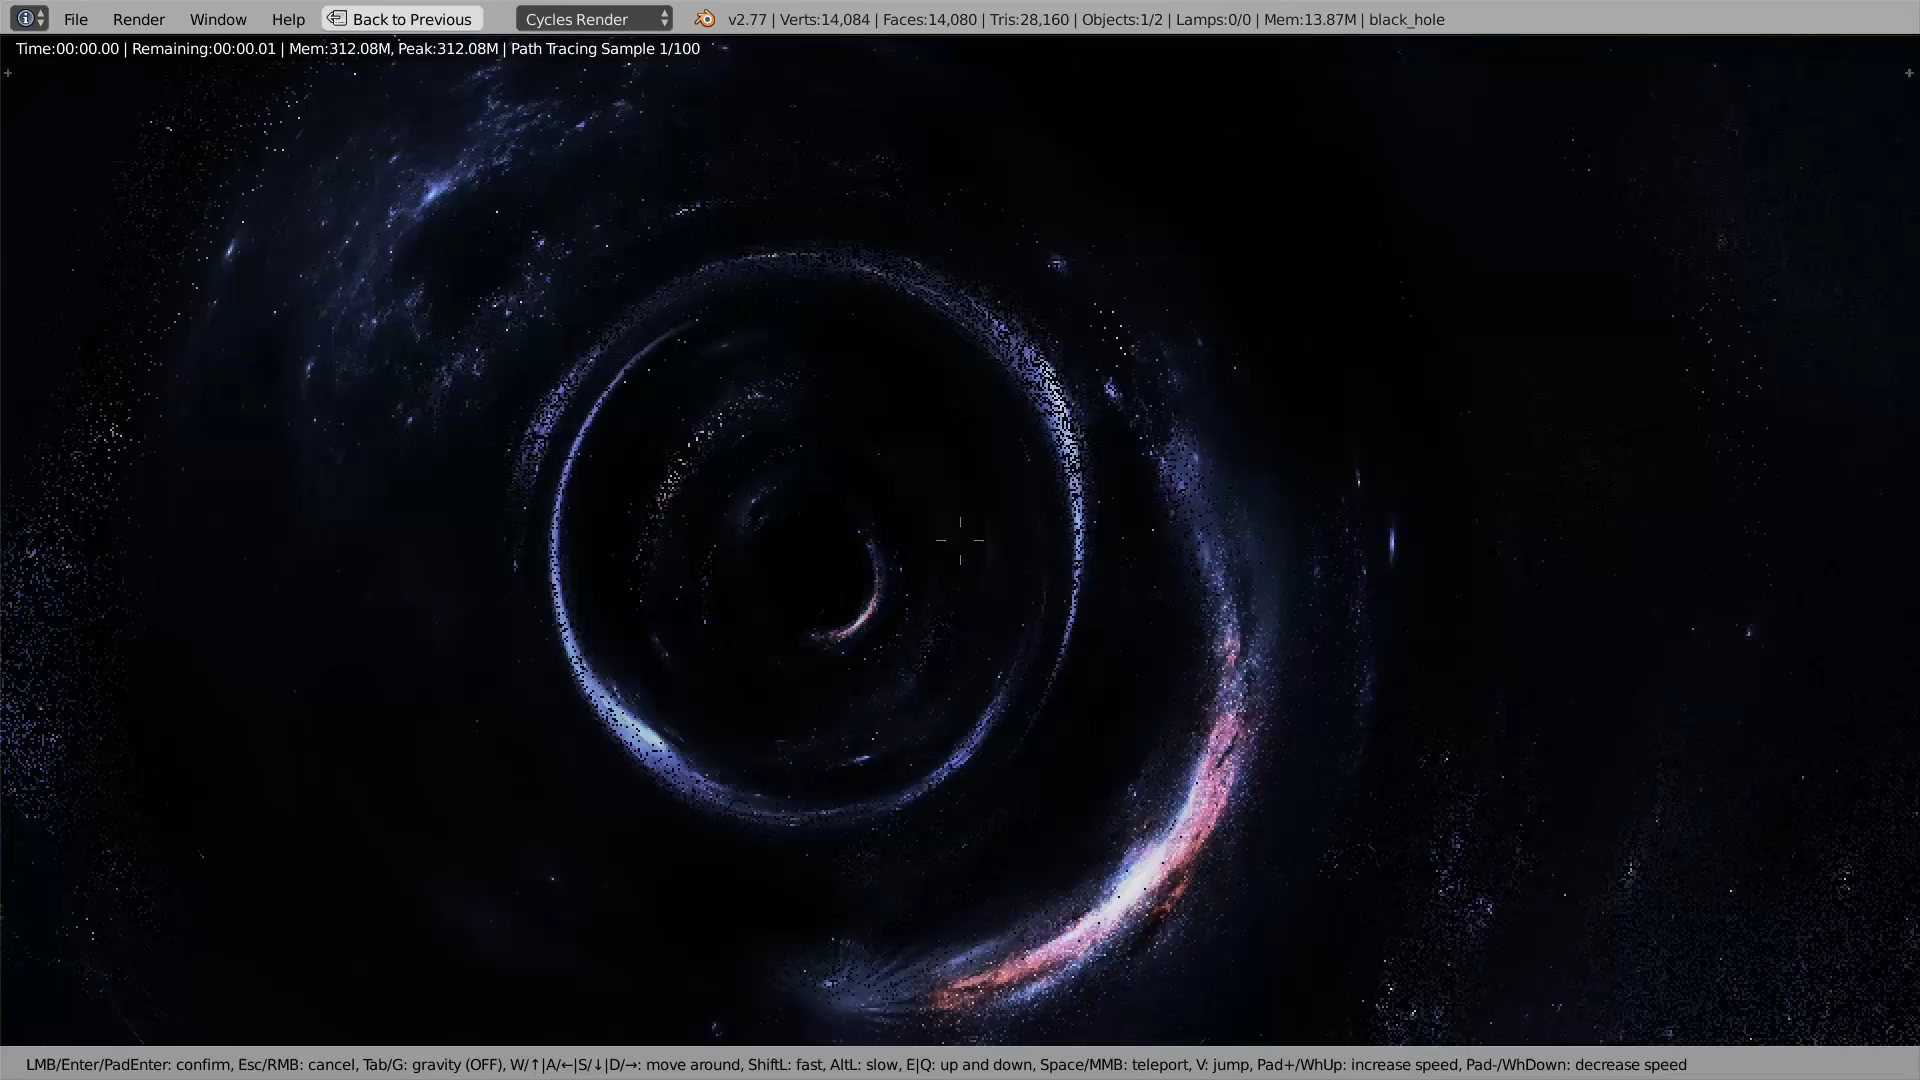 File Render Window Help Back to Previous Cycles Render v2.77 | Verts:14,084 | Faces:14,080 | Tris:28,160 | Objects:1/2 | Lamps:0/0 | Mem:13.87M | black_hole
Time:00:00.00 | Remaining:00:00.01 | Mem:312.08M, Peak:312.08M | Path Tracing Sample 1/100
LMB/Enter/PadEnter: confirm, Esc/RMB: cancel, Tab/G: gravity (OFF), W/↑|A/←|S/↓|D/→: move around, ShiftL: fast, AltL: slow, E|Q: up and down, Space/MMB: teleport, V: jump, Pad+/WhUp: increase speed, Pad-/WhDown: decrease speed